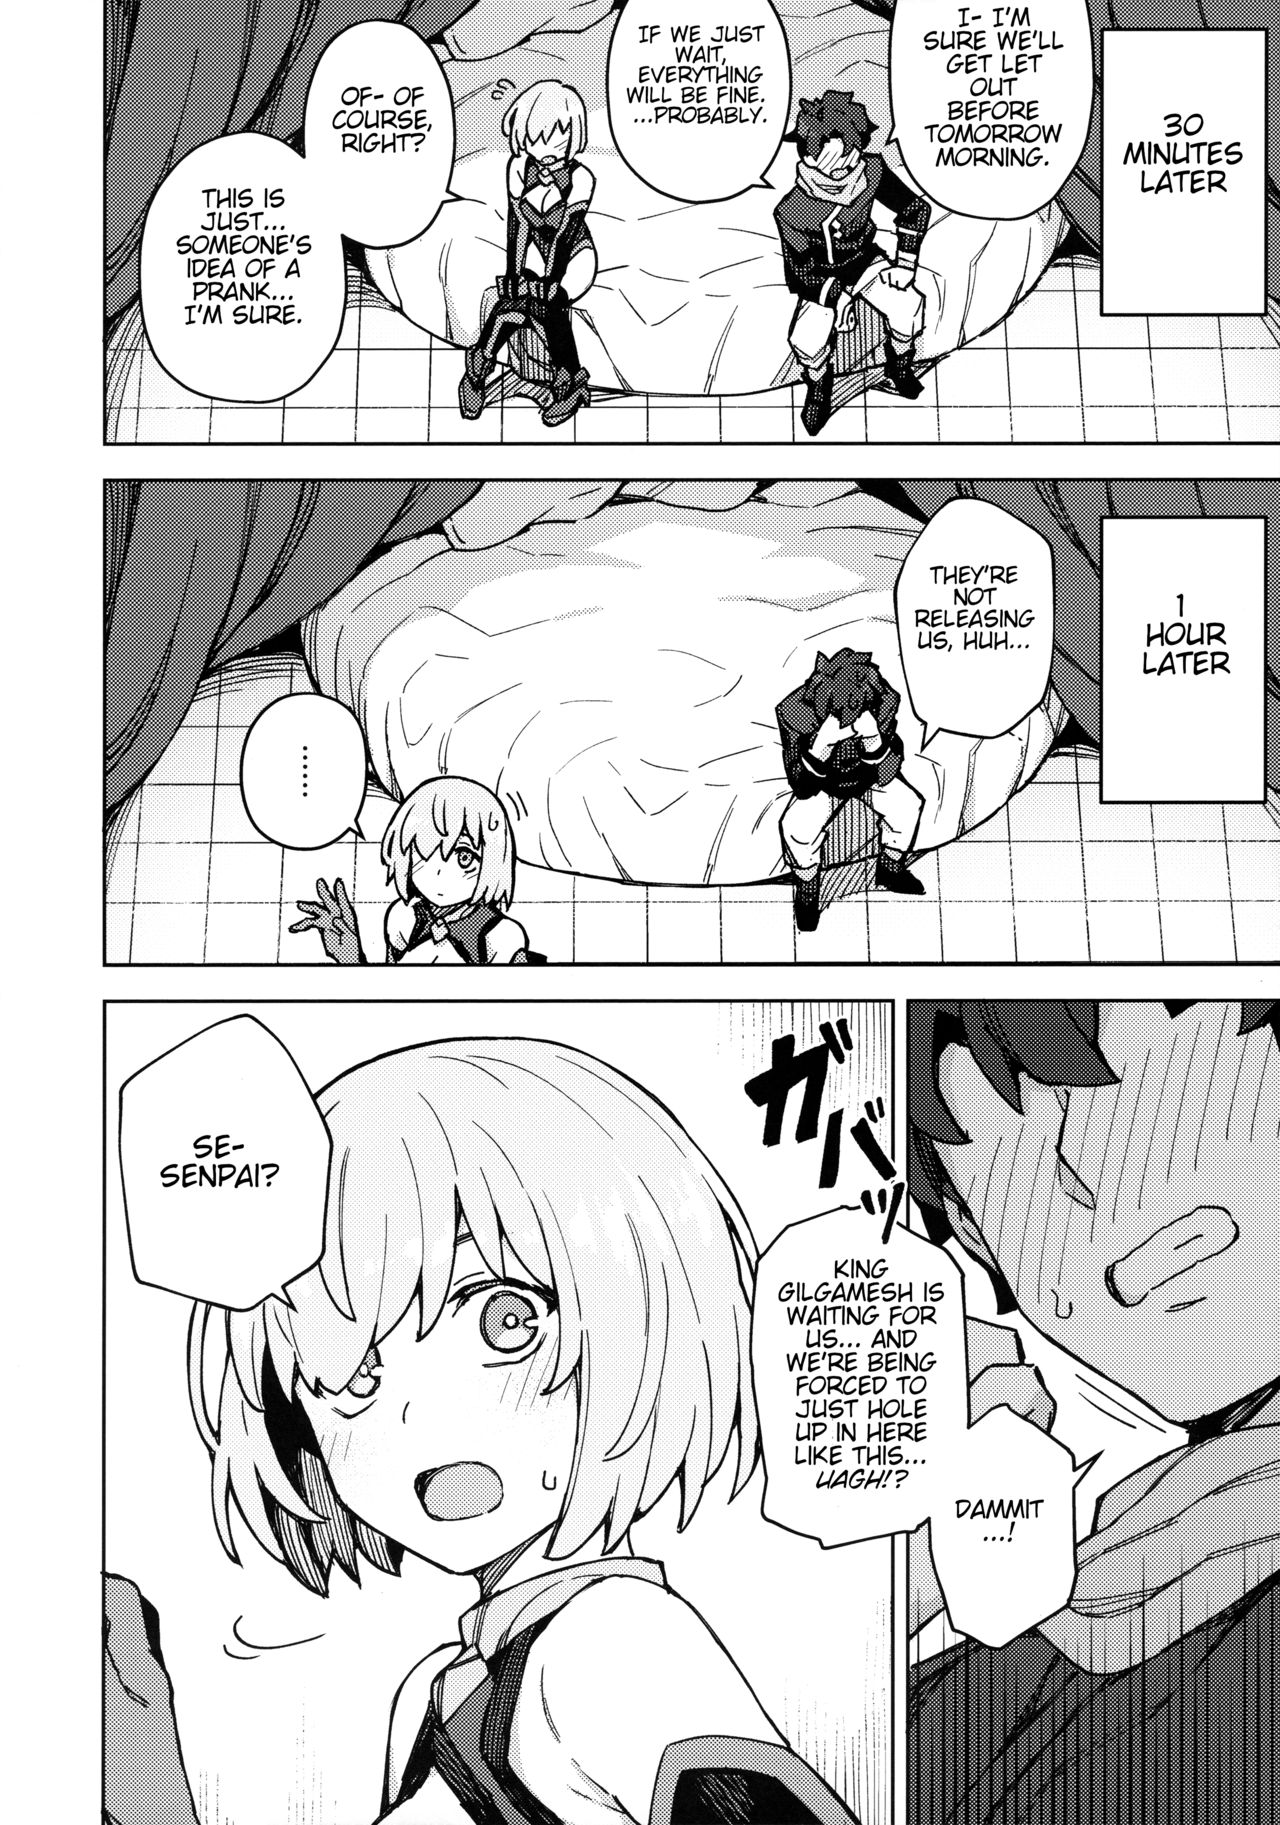 30
MINUTES
LATER
I- I'M
SURE WE'LL
GET LET
OUT
BEFORE
TOMORROW
MORNING.
IF WE JUST
WAIT,
EVERYTHING
WILL BE FINE.
...PROBABLY.
OF- OF
COURSE,
RIGHT?
THIS IS
JUST...
SOMEONE'S
IDEA OF A
PRANK...
I'M SURE.
1
HOUR
LATER
THEY'RE
NOT
RELEASING
US, HUH...
......
DAMMIT
...!
KING
GILGAMESH IS
WAITING FOR
US... AND
WE'RE BEING
FORCED TO
JUST HOLE
UP IN HERE
LIKE THIS...
UAGH!?
ガバッ
SE-
SENPAI?